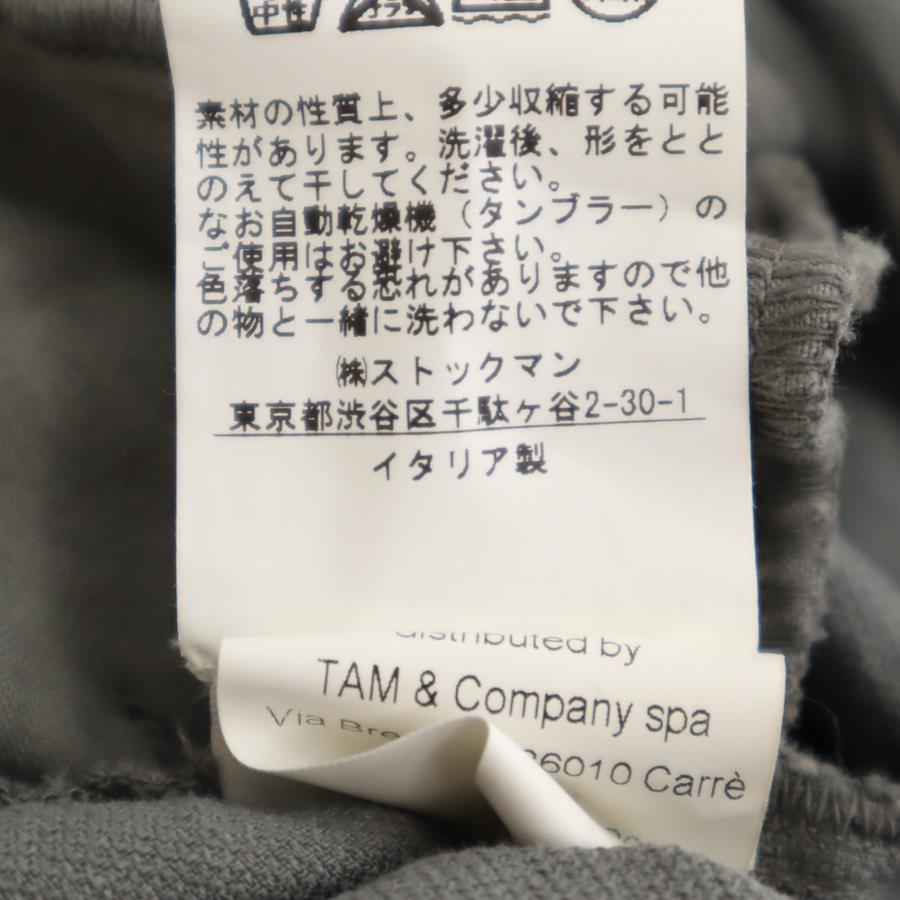 中性
素材の性質上、多少収縮する可能
性があります。洗濯後、形をとと
のえて干してください。
なお自動乾燥機(タンブラー)の
ご使用はお避け下さい。
色落ちする恐れがありますので他
の物と一緒に洗わないで下さい。
㈱ストックマン
東京都渋谷区千駄ヶ谷2-30-1
イタリア製
distributed by
TAM & Company spa
Via 36010 Carrè